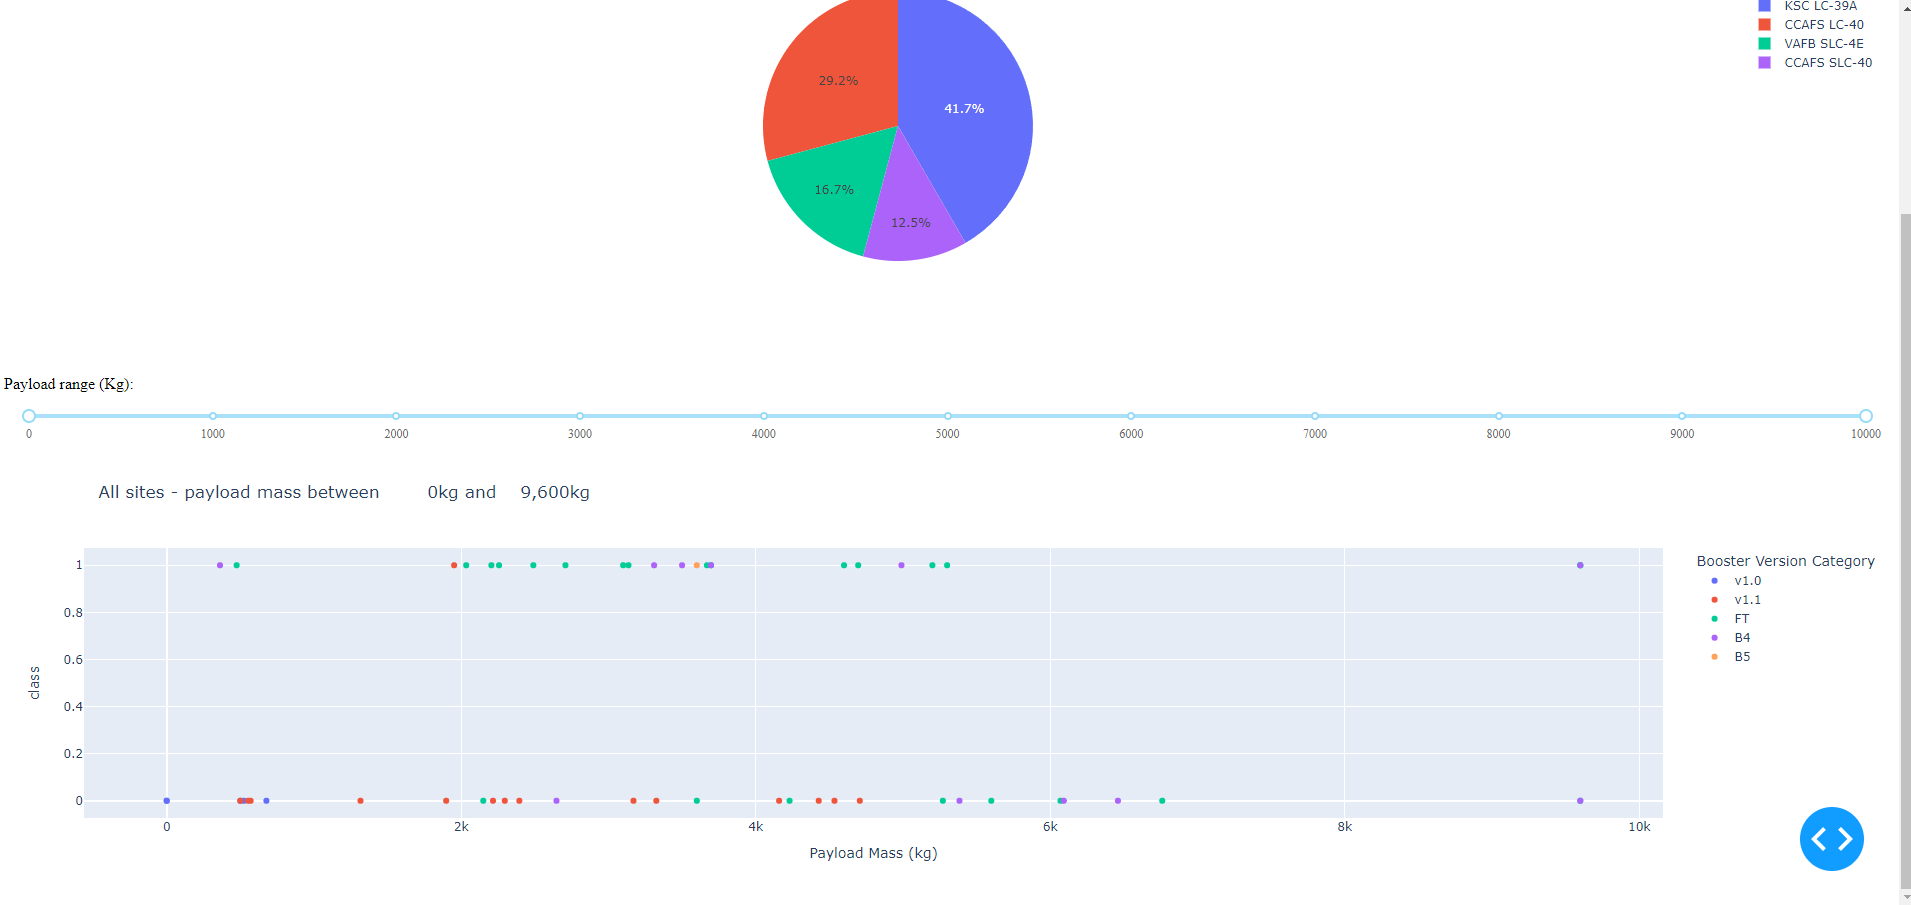 KSC LC-39A
CCAFS LC-40
VAFB SLC-4E
CCAFS SLC-40
29.2%
41.7%
16.7%
12.5%
Payload range (Kg):
0 1000 2000 3000 4000 5000 6000 7000 8000 9000 10000
All sites - payload mass between 0kg and 9,600kg
Booster Version Category
v1.0
v1.1
FT
B4
B5
class
1
0.8
0.6
0.4
0.2
0
0 2k 4k 6k 8k 10k
Payload Mass (kg)